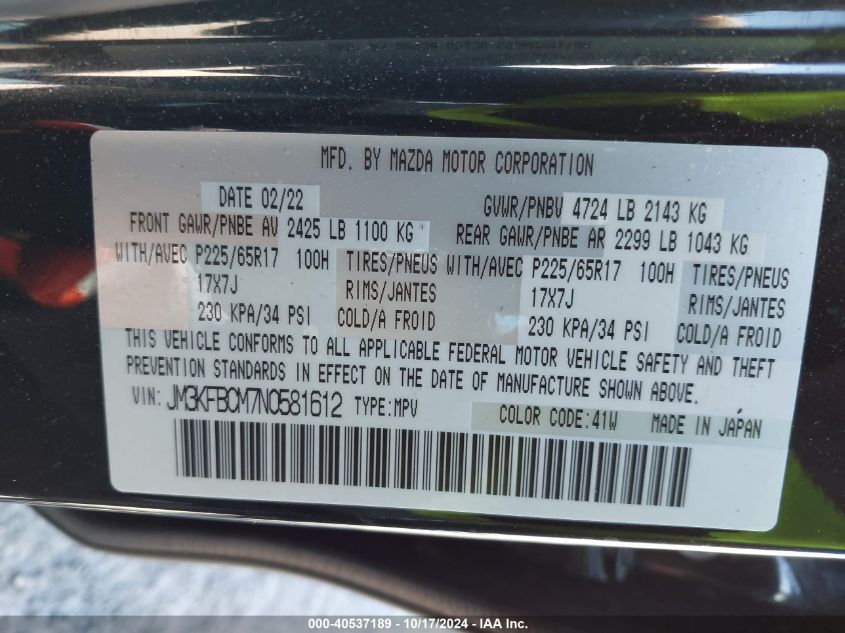 MFD. BY MAZDA MOTOR CORPORATION
DATE 02/22 GVWR/PNBV 4724 LB 2143 KG
FRONT GAWR/PNBE AV 2425 LB 1100 KG REAR GAWR/PNBE AR 2299 LB 1043 KG
WITH/AVEC P225/65R17 100H TIRES/PNEUS WITH/AVEC P225/65R17 100H TIRES/PNEUS
17X7J RIMS/JANTES 17X7J RIMS/JANTES
230 KPA/34 PSI COLD/A FROID 230 KPA/34 PSI COLD/A FROID
THIS VEHICLE CONFORMS TO ALL APPLICABLE FEDERAL MOTOR VEHICLE SAFETY AND THEFT
PREVENTION STANDARDS IN EFFECT ON THE DATE OF MANUFACTURE SHOWN ABOVE.
VIN: JM3KFBCM7N0581612 TYPE:MPV COLOR CODE:41W MADE IN JAPAN
000-40537189 - 10/17/2024 - IAA Inc.